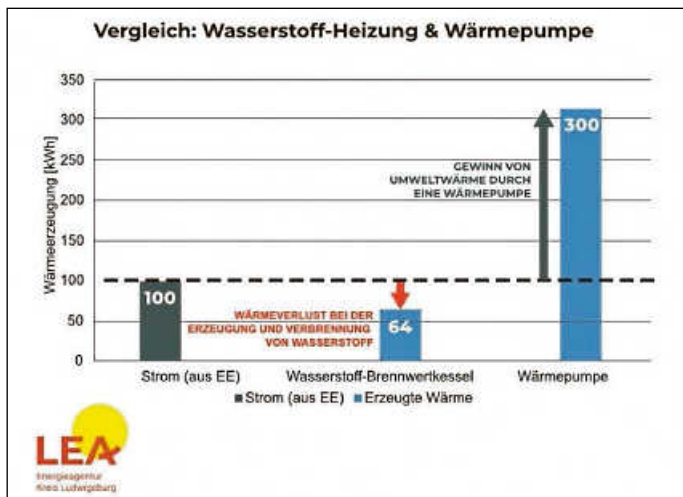 Vergleich: Wasserstoff-Heizung & Wärmepumpe
Wärmeerzeugung [kWh]
350
300
250
200
150
100
50
0
100
64
300
GEWINN VON
UMWELTWÄRME DURCH
EINE WÄRMEPUMPE
WÄRMEVERLUST BEI DER
ERZEUGUNG UND VERBRENNUNG
VON WASSERSTOFF
Strom (aus EE)
Wasserstoff-Brennwertkessel
Wärmepumpe
Strom (aus EE)
Erzeugte Wärme
LEA
Energieagentur
Kreis Ludwigsburg